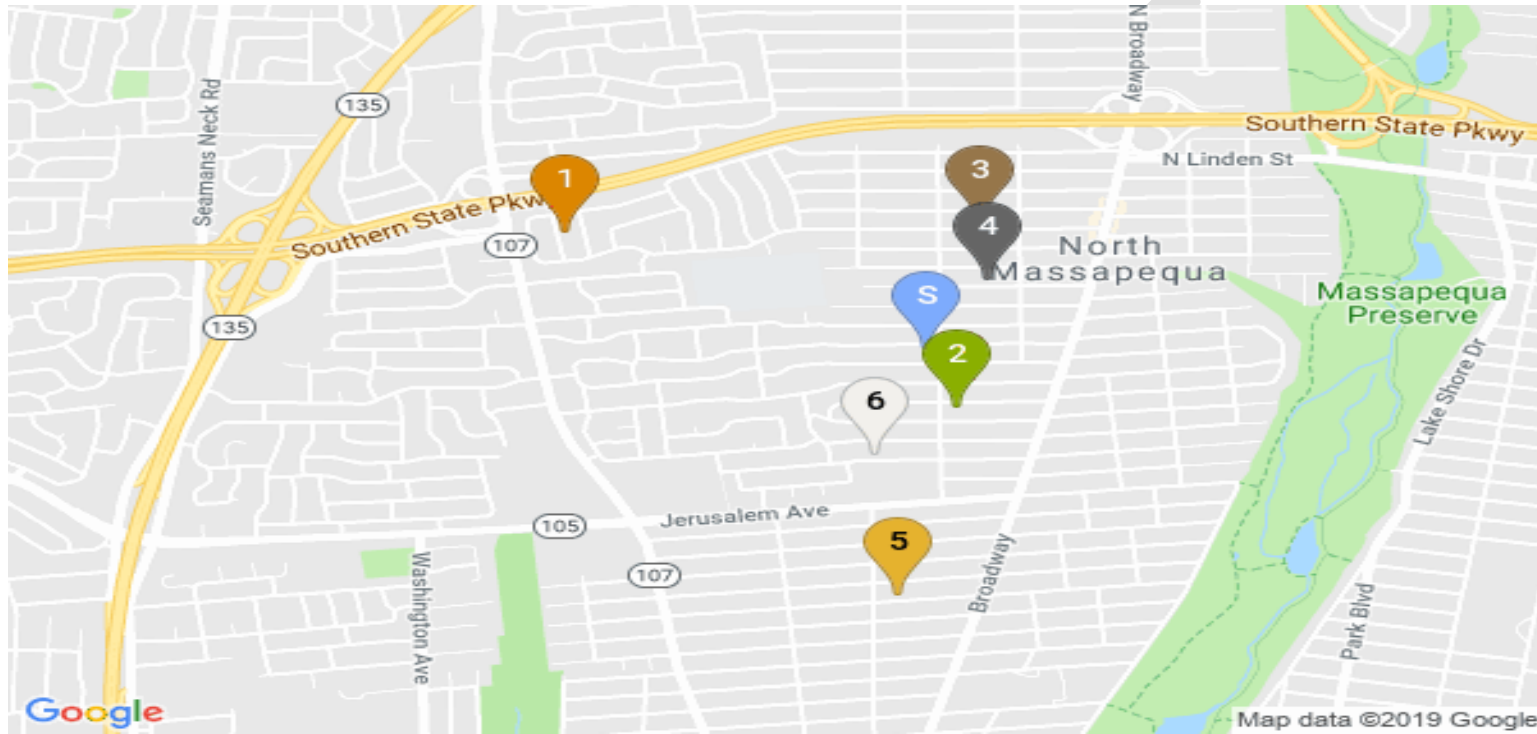 N Broadway
135
Seamans Neck Rd
Southern State Pkwy
N Linden St
1
3
Southern State Pkw
107
4
North
Massapequa
S
Massapequa
Preserve
135
2
Lake Shore Dr
6
Jerusalem Ave
105
5
Washington Ave
107
Broadway
Park Blvd
Google
Map data ©2019 Google